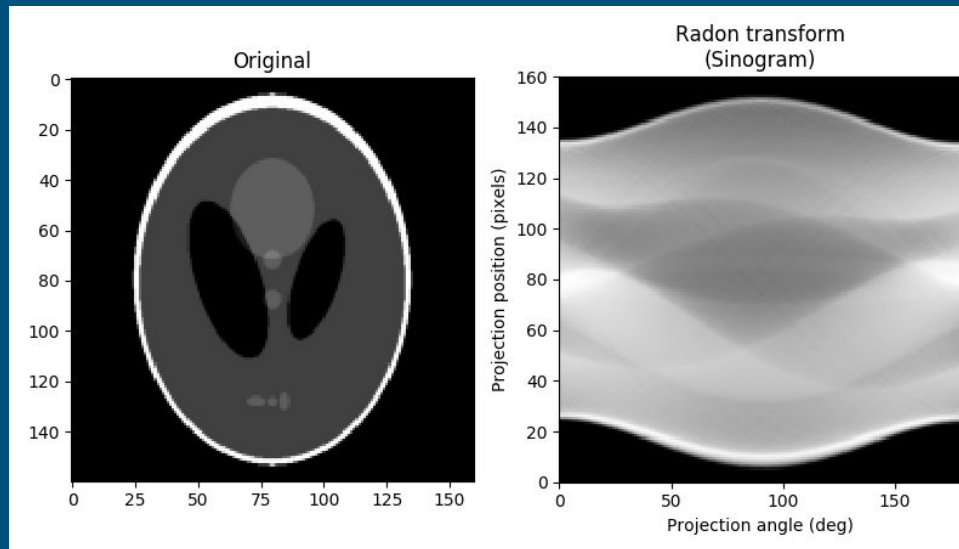 Original
0
20
40
60
80
100
120
140
0 25 50 75 100 125 150
Radon transform
(Sinogram)
Projection position (pixels)
160
140
120
100
80
60
40
20
0
0 50 100 150
Projection angle (deg)